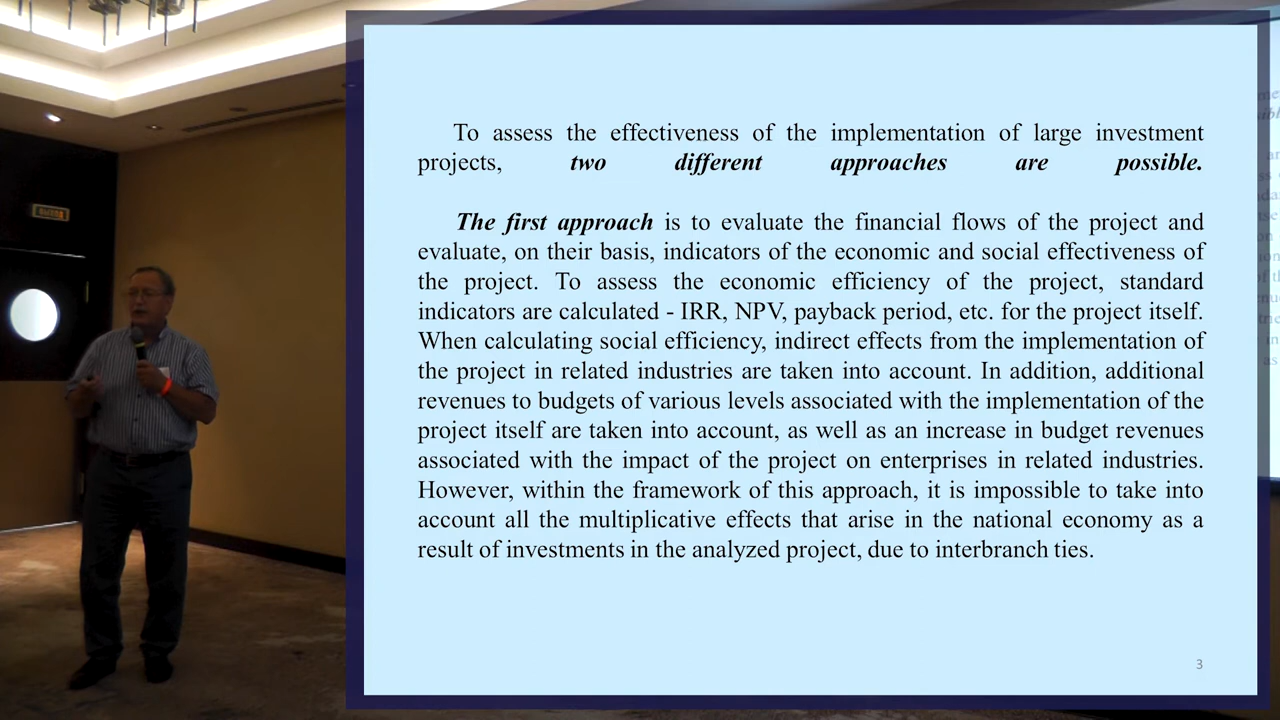 To assess the effectiveness of the implementation of large investment
projects, two different approaches are possible.
The first approach is to evaluate the financial flows of the project and
evaluate, on their basis, indicators of the economic and social effectiveness of
the project. To assess the economic efficiency of the project, standard
indicators are calculated - IRR, NPV, payback period, etc. for the project itself.
When calculating social efficiency, indirect effects from the implementation of
the project in related industries are taken into account. In addition, additional
revenues to budgets of various levels associated with the implementation of the
project itself are taken into account, as well as an increase in budget revenues
associated with the impact of the project on enterprises in related industries.
However, within the framework of this approach, it is impossible to take into
account all the multiplicative effects that arise in the national economy as a
result of investments in the analyzed project, due to interbranch ties.
3